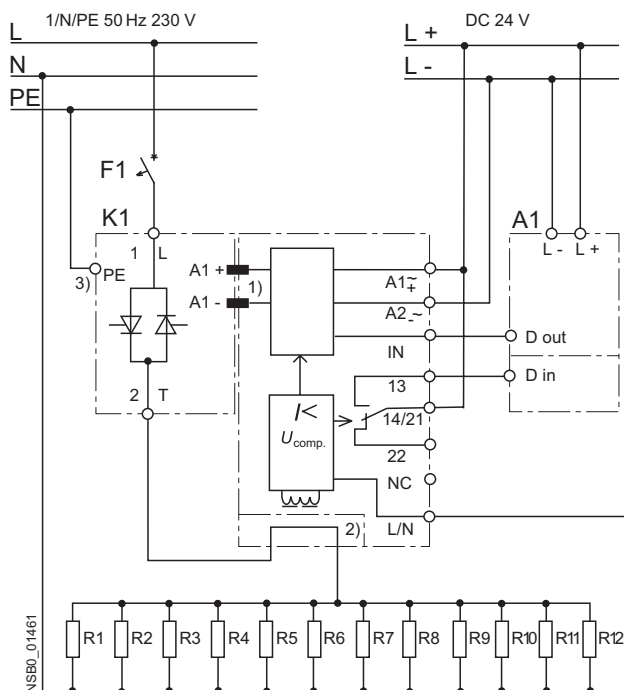 1/N/PE 50 Hz 230 V
DC 24 V
L
N
PE
L +
L -
F1
K1
A1
1 L
3) PE
2 T
A1 +
A1 -
1)
A1 ~ +
A2 - ~
IN
13
14/21
22
NC
L/N
L - L +
D out
D in
I<
U comp.
2)
R1 R2 R3 R4 R5 R6 R7 R8 R9 R10 R11 R12
NSB0_01461